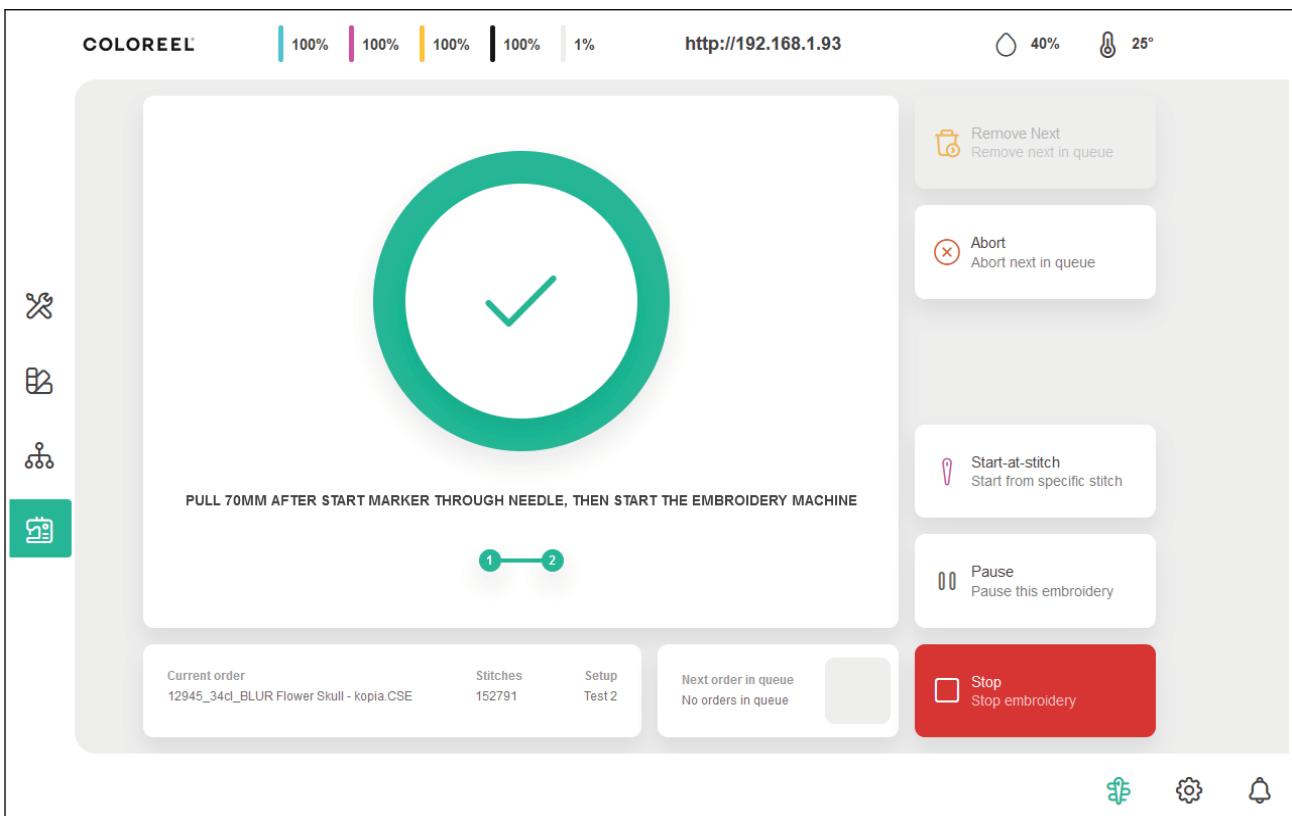 COLOREEL
100%
100%
100%
100%
1%
http://192.168.1.93
40%
25°
Remove Next
Remove next in queue
Abort
Abort next in queue
PULL 70MM AFTER START MARKER THROUGH NEEDLE, THEN START THE EMBROIDERY MACHINE
1
2
Start-at-stitch
Start from specific stitch
Pause
Pause this embroidery
Current order
12945_34cl_BLUR Flower Skull - kopia.CSE
Stitches
152791
Setup
Test 2
Next order in queue
No orders in queue
Stop
Stop embroidery